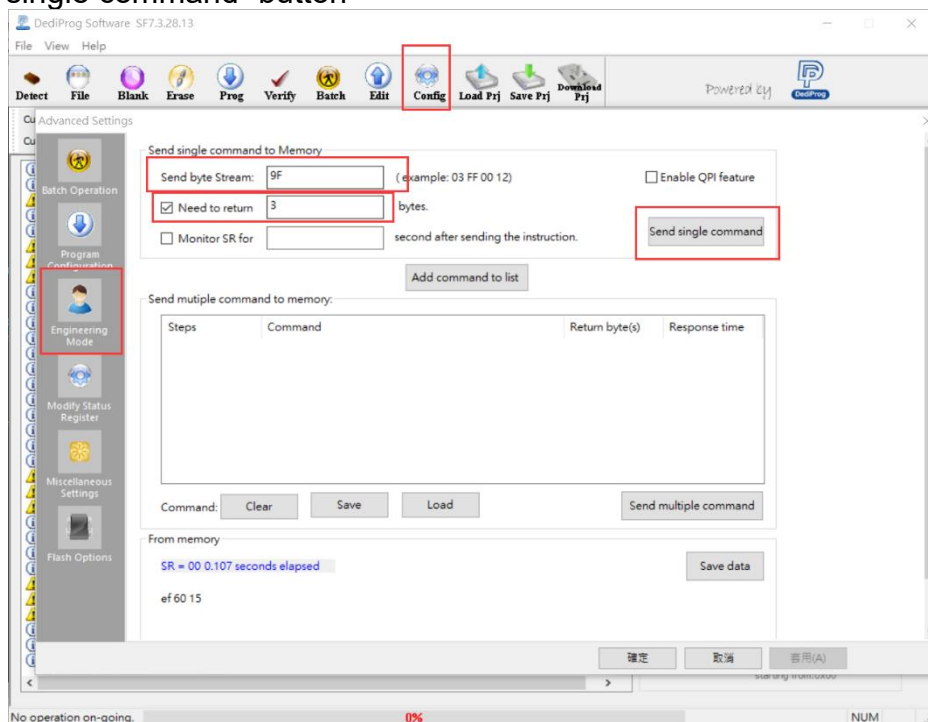 single command" button
DediProg Software SF7.3.28.13
File View Help
Detect File Blank Erase Prog Verify Batch Edit Config Load Prj Save Prj Download Prj
Powered by DediProg
Cu Advanced Settings
Cu
Batch Operation
Program Configuration
Engineering Mode
Modify Status Register
Miscellaneous Settings
Flash Options
Send single command to Memory
Send byte Stream: 9F (example: 03 FF 00 12) Enable QPI feature
Need to return 3 bytes.
Monitor SR for second after sending the instruction.
Send single command
Add command to list
Send mutiple command to memory:
Steps Command Return byte(s) Response time
Command: Clear Save Load Send multiple command
From memory
SR = 00 0.107 seconds elapsed
Save data
ef 60 15
確定 取消 套用(A)
starting from:0x00
No operation on-going. 0% NUM